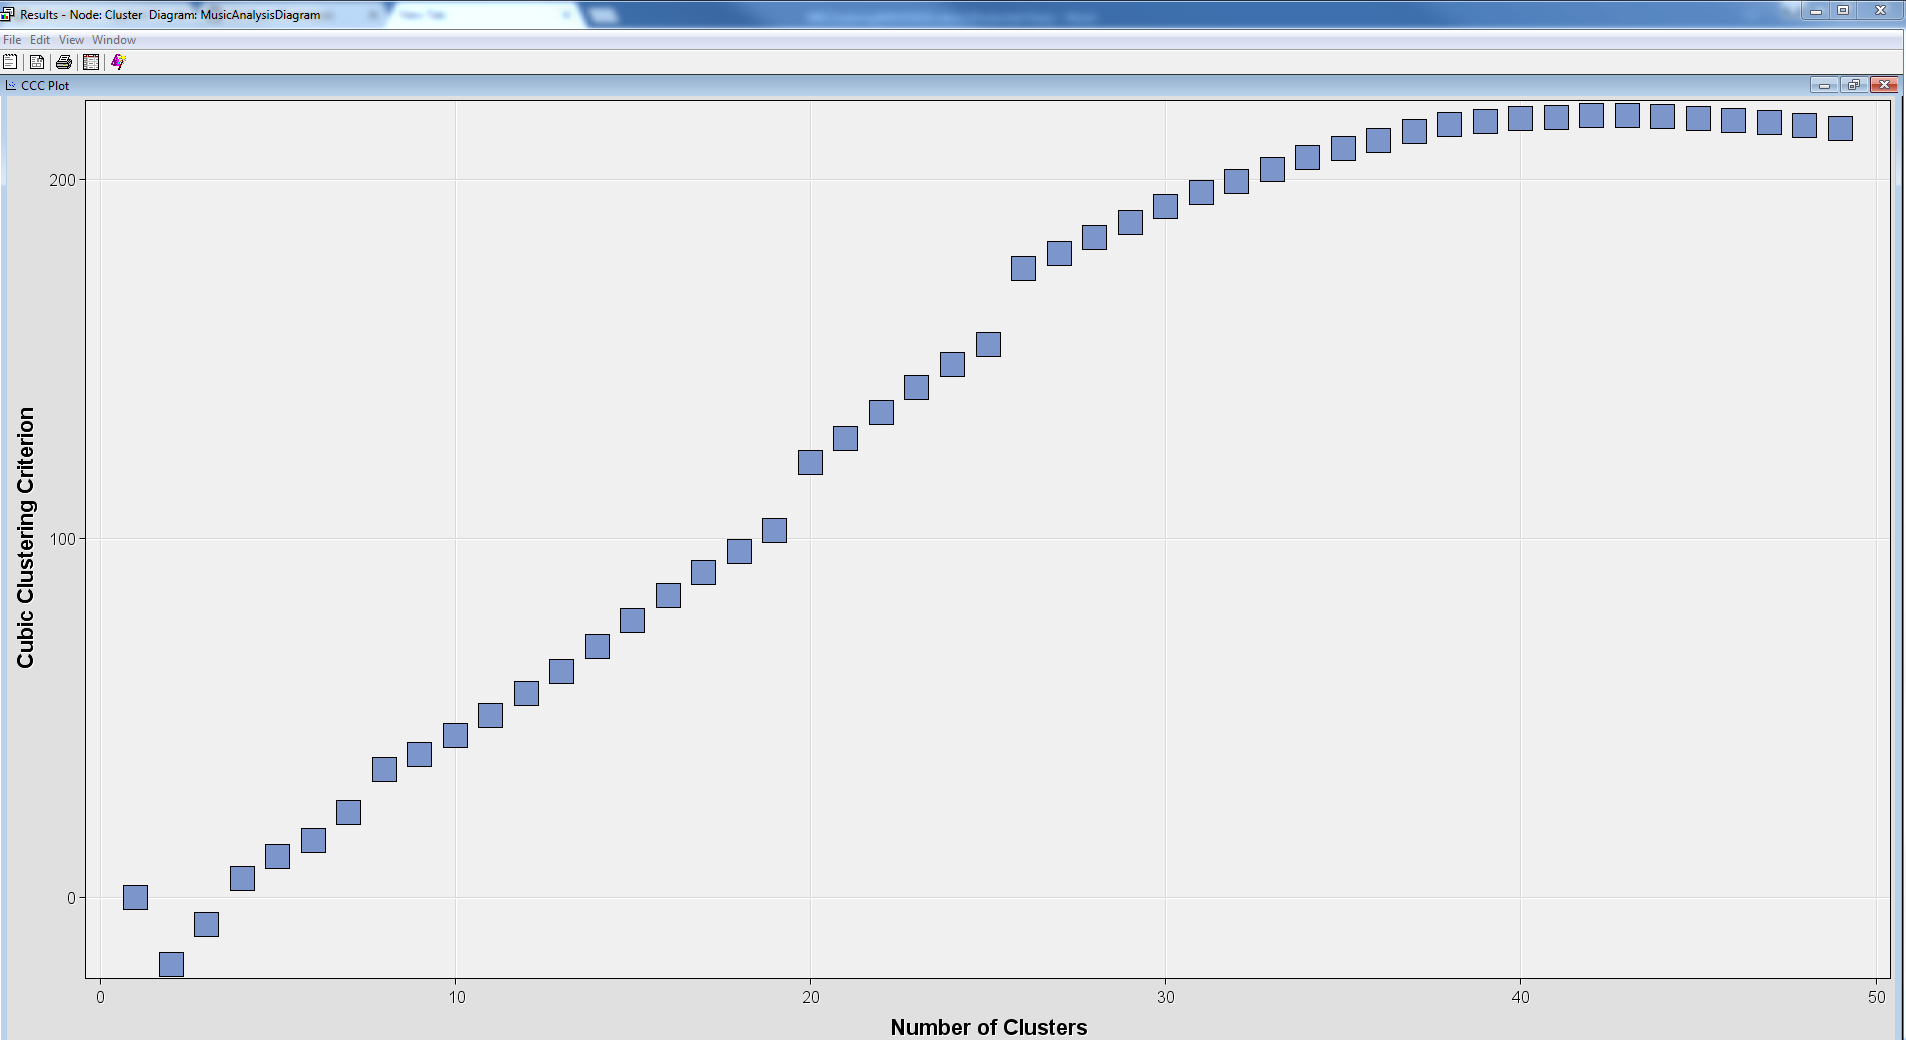 Results - Node: Cluster  Diagram: MusicAnalysisDiagram
File Edit View Window
CCC Plot
200
100
0
Cubic Clustering Criterion
0 10 20 30 40 50
Number of Clusters